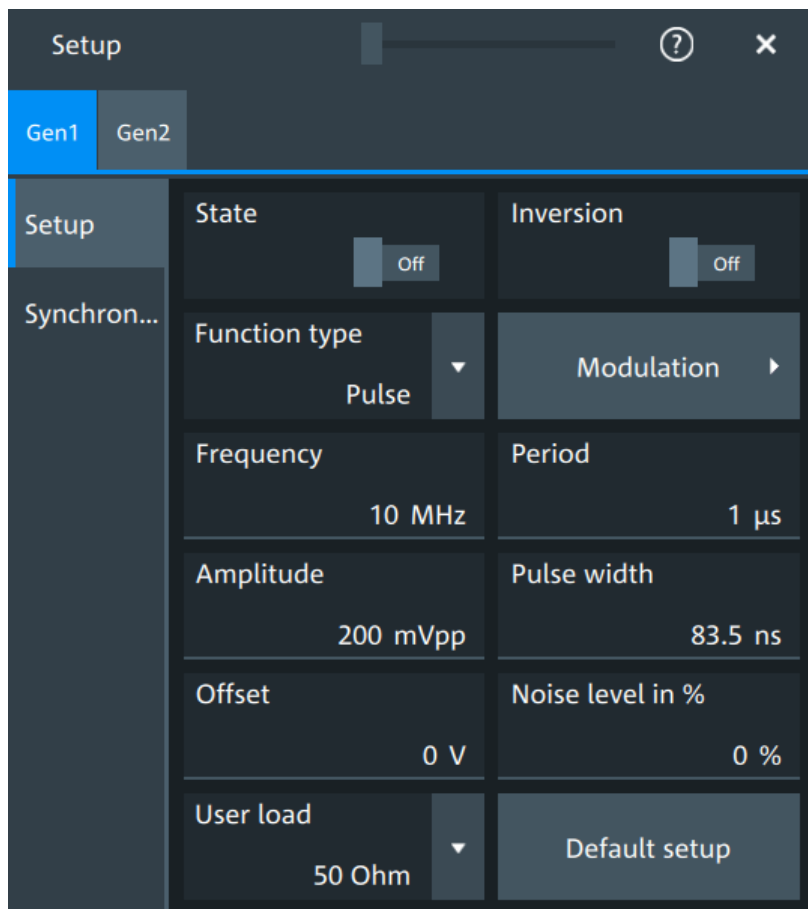 Setup
?
Gen1 Gen2
Setup
Synchron...
State
Off
Inversion
Off
Function type
Pulse
Modulation
Frequency
10 MHz
Period
1 µs
Amplitude
200 mVpp
Pulse width
83.5 ns
Offset
0 V
Noise level in %
0 %
User load
50 Ohm
Default setup